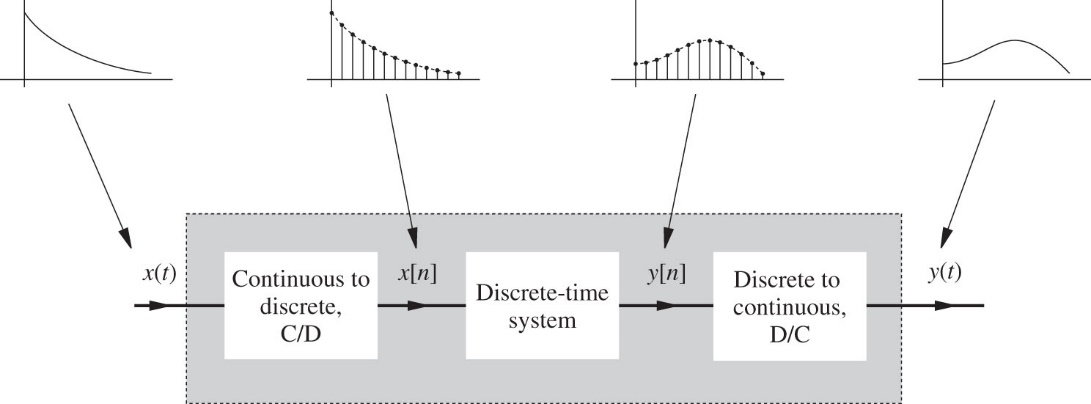 x(t)
Continuous to
discrete,
C/D
x[n]
Discrete-time
system
y[n]
Discrete to
continuous,
D/C
y(t)